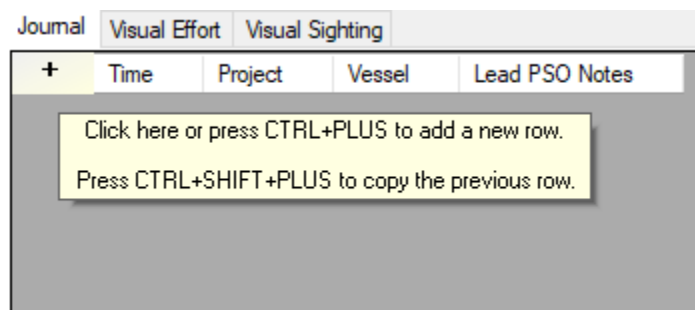 Journal Visual Effort Visual Sighting
+ Time Project Vessel Lead PSO Notes
Click here or press CTRL+PLUS to add a new row.
Press CTRL+SHIFT+PLUS to copy the previous row.